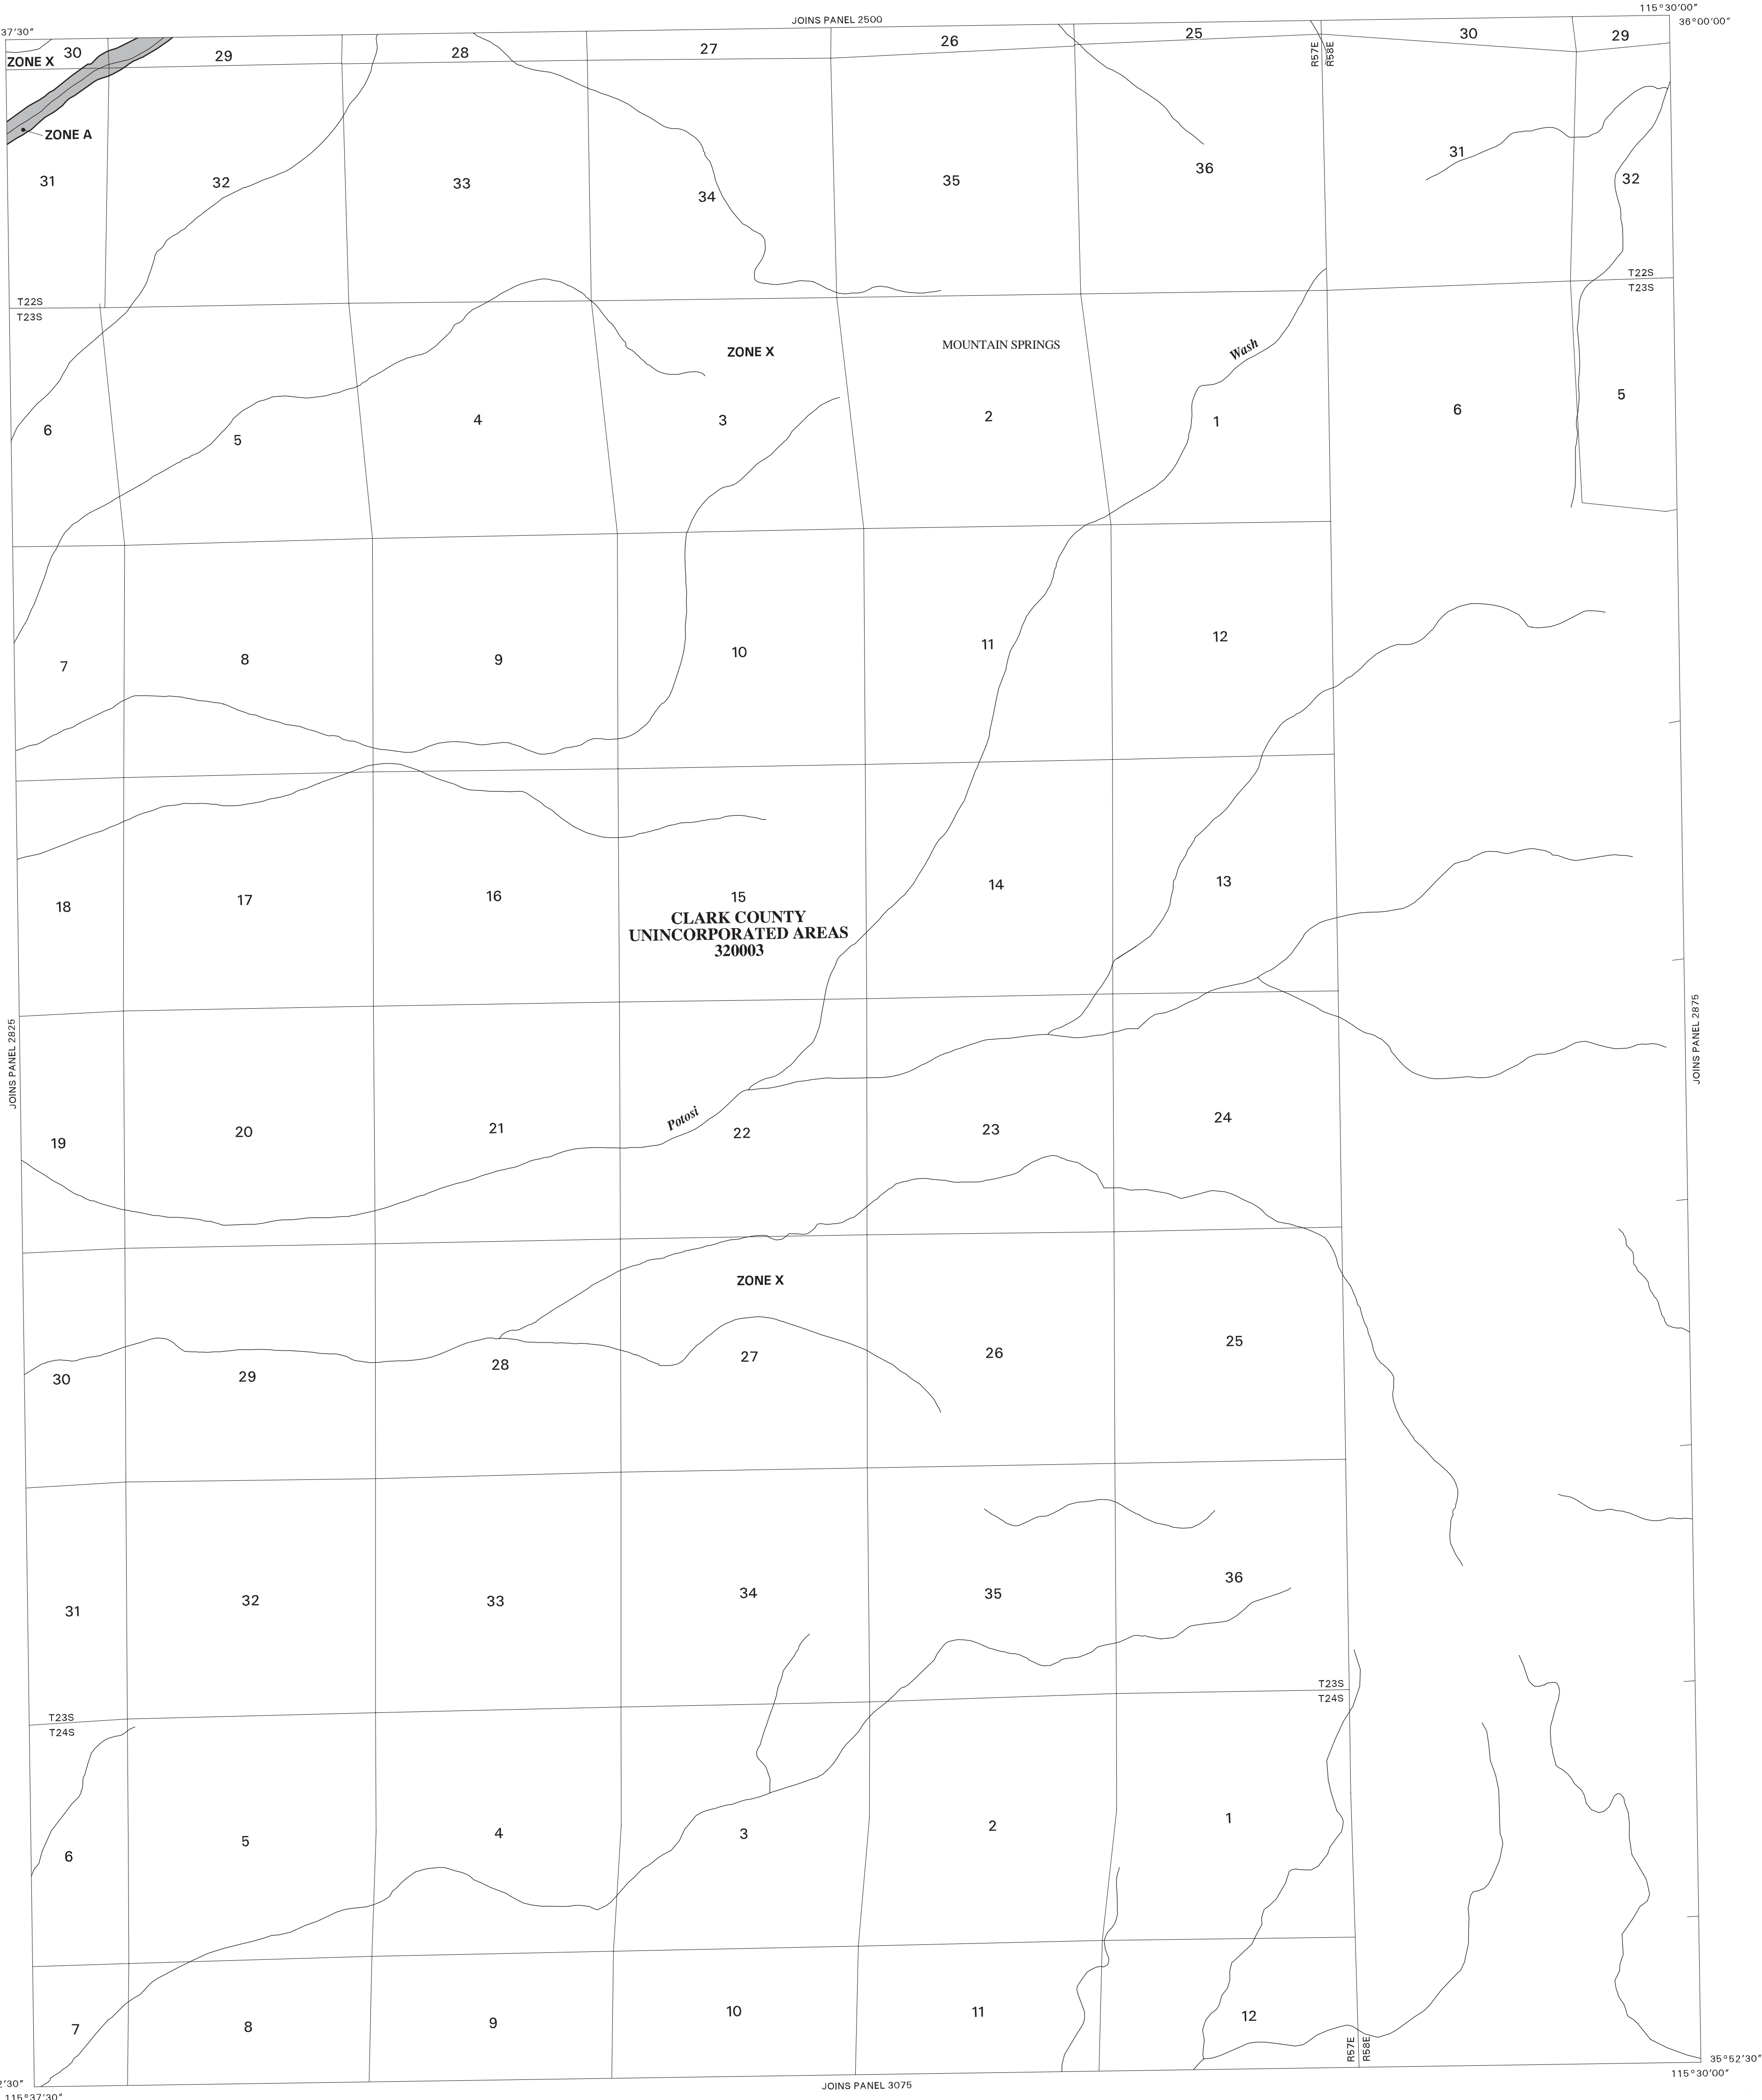 JOINS PANEL 2500
115°30'00"
36°00'00"
37'30"
30
29
28
27
26
25
R57E
R58E
30
29
ZONE X
ZONE A
31
32
33
34
35
36
31
32
T22S
T23S
T22S
T23S
ZONE X
MOUNTAIN SPRINGS
Wash
6
5
4
3
2
1
6
5
7
8
9
10
11
12
18
17
16
15
14
13
CLARK COUNTY
UNINCORPORATED AREAS
320003
JOINS PANEL 2825
JOINS PANEL 2875
Potosi
19
20
21
22
23
24
ZONE X
30
29
28
27
26
25
31
32
33
34
35
36
T23S
T24S
T23S
T24S
6
5
4
3
2
1
7
8
9
10
11
12
R57E
R58E
35°52'30"
115°30'00"
2'30"
115°37'30"
JOINS PANEL 3075